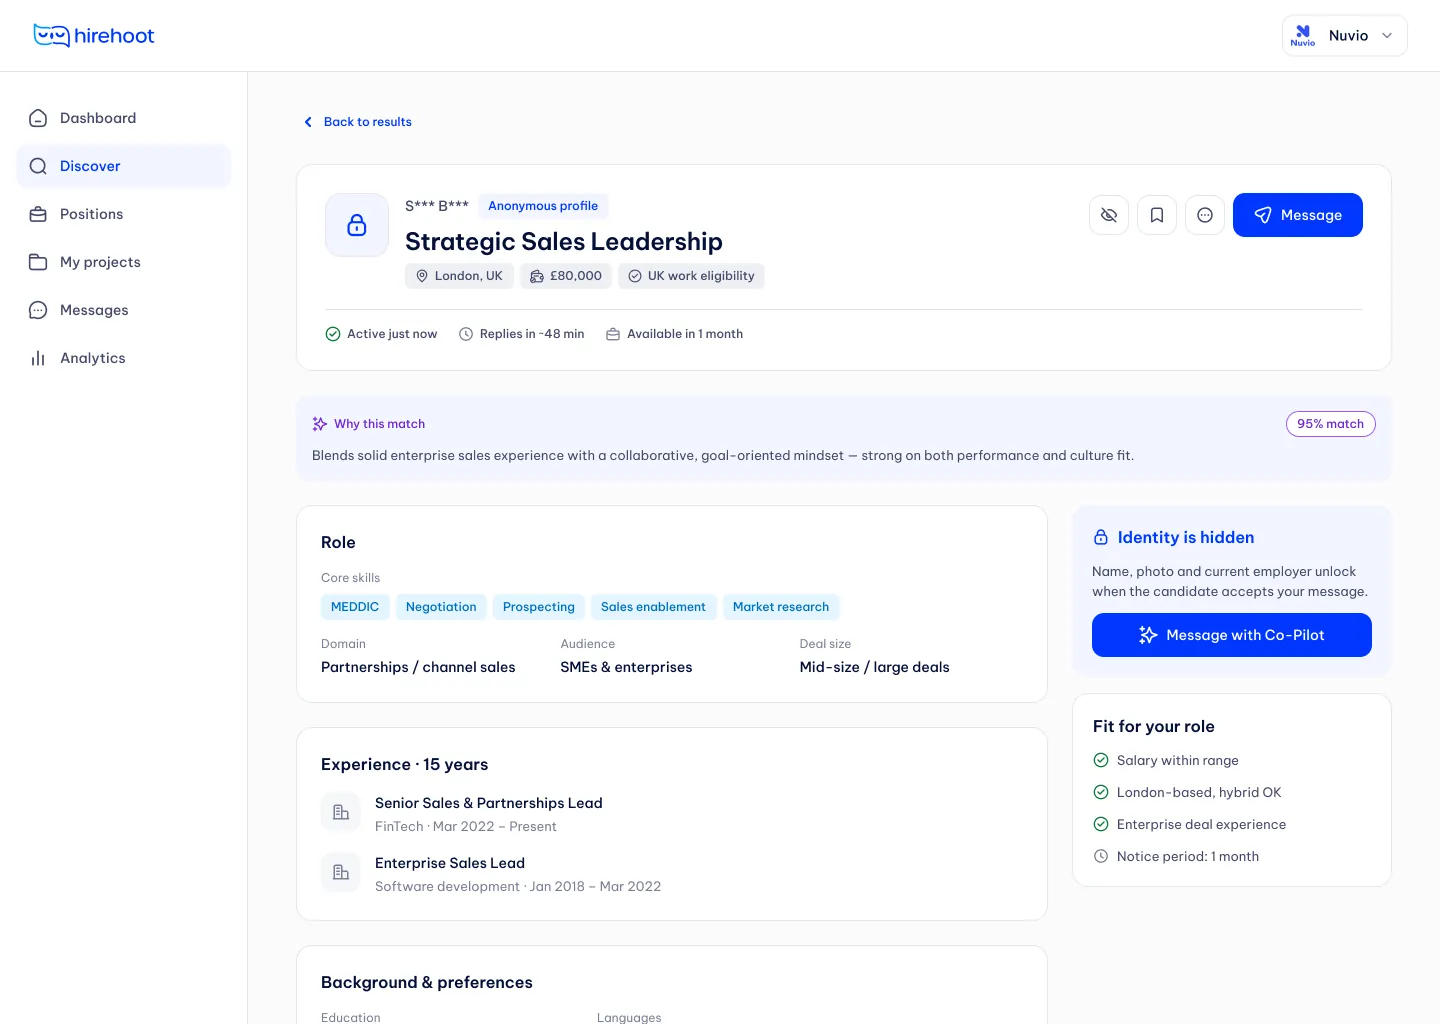 hirehoot
Nuvio
Nuvio
Dashboard
Discover
Positions
My projects
Messages
Analytics
Back to results
S*** B***
Anonymous profile
Strategic Sales Leadership
London, UK
£80,000
UK work eligibility
Message
Active just now
Replies in ~48 min
Available in 1 month
Why this match
95% match
Blends solid enterprise sales experience with a collaborative, goal-oriented mindset — strong on both performance and culture fit.
Role
Core skills
MEDDIC
Negotiation
Prospecting
Sales enablement
Market research
Domain
Audience
Deal size
Partnerships / channel sales
SMEs & enterprises
Mid-size / large deals
Identity is hidden
Name, photo and current employer unlock
when the candidate accepts your message.
Message with Co-Pilot
Fit for your role
Salary within range
London-based, hybrid OK
Enterprise deal experience
Notice period: 1 month
Experience · 15 years
Senior Sales & Partnerships Lead
FinTech · Mar 2022 – Present
Enterprise Sales Lead
Software development · Jan 2018 – Mar 2022
Background & preferences
Education
Languages